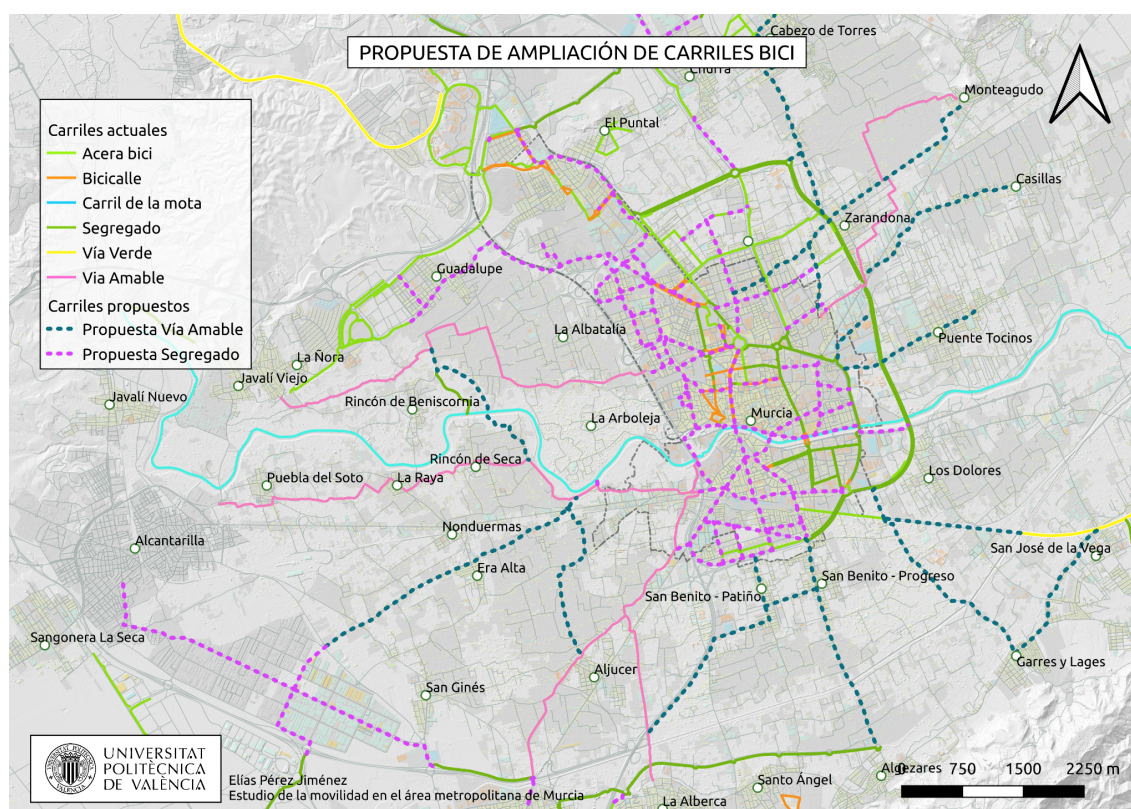 PROPUESTA DE AMPLIACIÓN DE CARRILES BICI
Cabezo de Torres
Churra
Monteagudo
El Puntal
Casillas
Zarandona
Carriles actuales
Acera bici
Bicicalle
Carril de la mota
Segregado
Vía Verde
Via Amable
Carriles propuestos
Propuesta Vía Amable
Propuesta Segregado
Guadalupe
La Albatalía
Puente Tocinos
La Ñora
Javalí Viejo
Javalí Nuevo
Rincón de Beniscornia
La Arboleja
Murcia
Rincón de Seca
Puebla del Soto
La Raya
Los Dolores
Nonduermas
Alcantarilla
San José de la Vega
Era Alta
San Benito - Progreso
San Benito - Patiño
Sangonera La Seca
Garres y Lages
Aljucer
San Ginés
UNIVERSITAT
POLITÈCNICA
DE VALÈNCIA
Elías Pérez Jiménez
Estudio de la movilidad en el área metropolitana de Murcia
Santo Ángel
Algezares
La Alberca
0 750 1500 2250 m